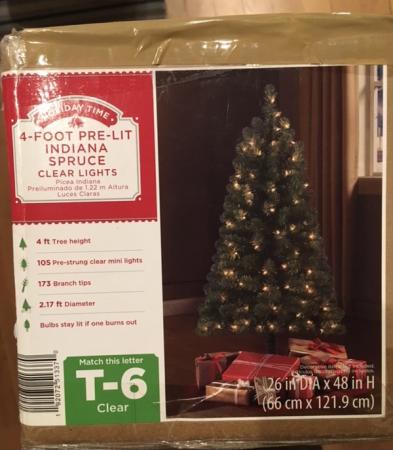 HOLIDAY TIME
4-FOOT PRE-LIT
INDIANA
SPRUCE
CLEAR LIGHTS
Picea Indiana
Preiluminado de 1.22 m Altura
Luces Claras
4 ft Tree height
105 Pre-strung clear mini lights
173 Branch tips
2.17 ft Diameter
Bulbs stay lit if one burns out
Match this letter
T-6
Clear
26 in DIA x 48 in H
(66 cm x 121.9 cm)